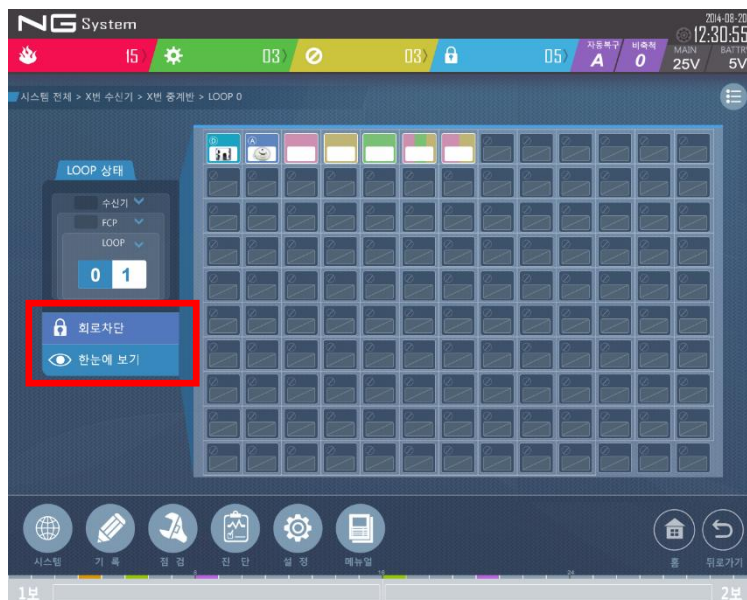 NG System
2014-08-20
12:30:55
15
03
03
05
자동복구
A
비축적
0
MAIN
25V
BATTRY
5V
시스템 전체 > X번 수신기 > X번 중계반 > LOOP 0
D
A
LOOP 상태
수신기
FCP
LOOP
0 1
회로차단
한눈에 보기
시스템
기 록
점 검
진 단
설 정
메뉴얼
홈
뒤로가기
8
16
24
1보
2보